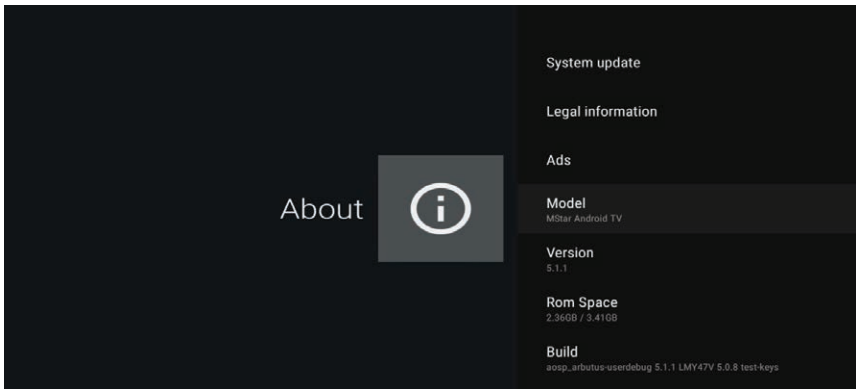 About
System update
Legal information
Ads
Model
MStar Android TV
Version
5.1.1
Rom Space
2.36GB / 3.41GB
Build
aosp_arbutus-userdebug 5.1.1 LMY47V 5.0.8 test-keys